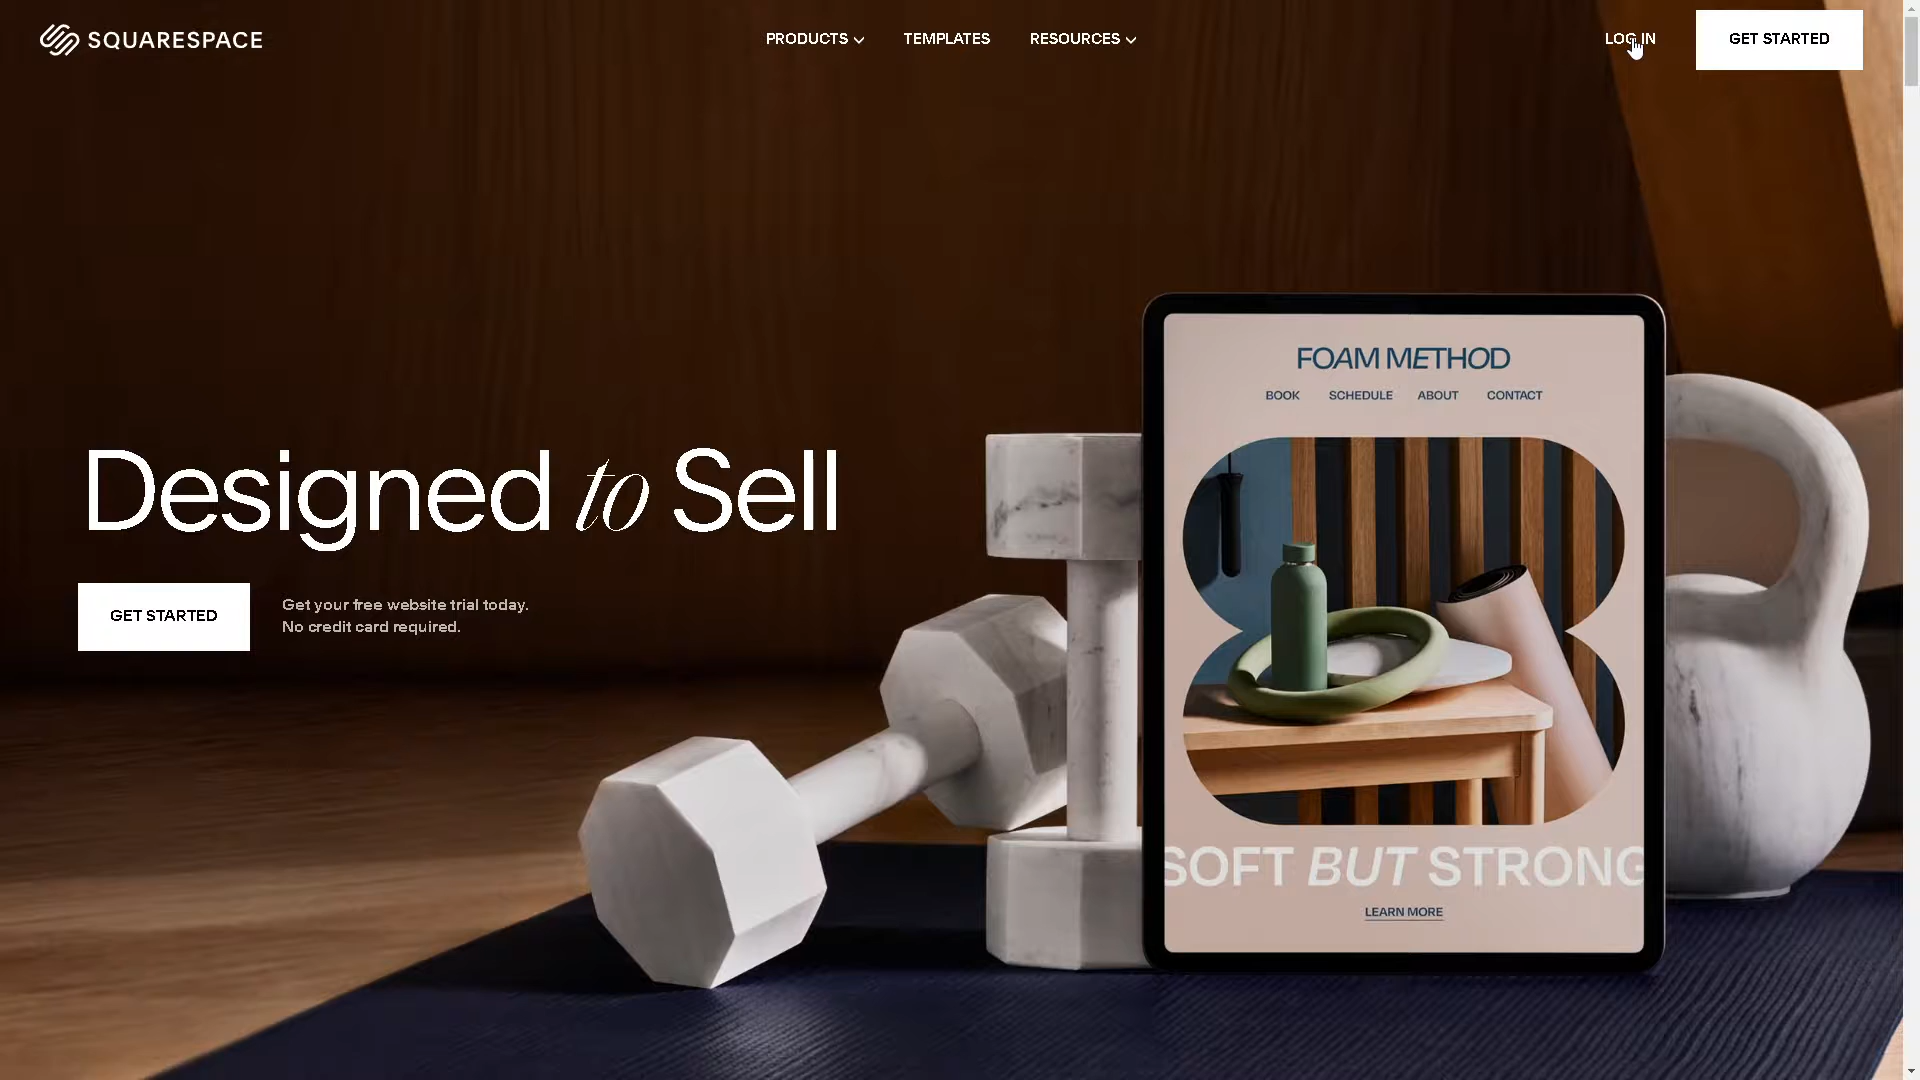 SQUARESPACE
PRODUCTS
TEMPLATES
RESOURCES
LOG IN
GET STARTED
Designed to Sell
GET STARTED
Get your free website trial today.
No credit card required.
FOAM METHOD
BOOK SCHEDULE ABOUT CONTACT
SOFT BUT STRONG
LEARN MORE